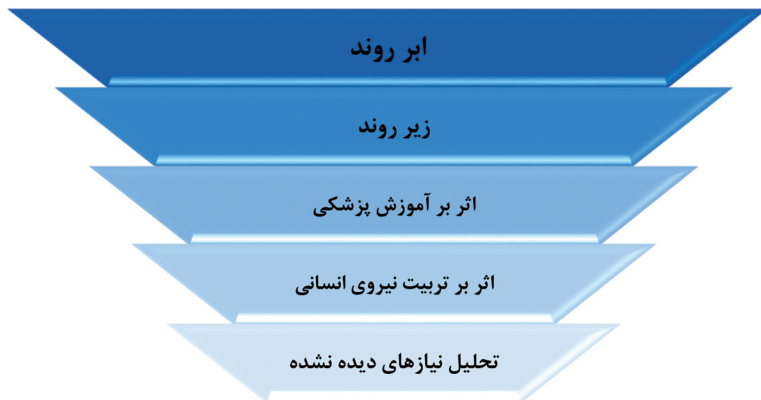 ابر روند
زیر روند
اثر بر آموزش پزشکی
اثر بر تربیت نیروی انسانی
تحلیل نیازهای دیده نشده